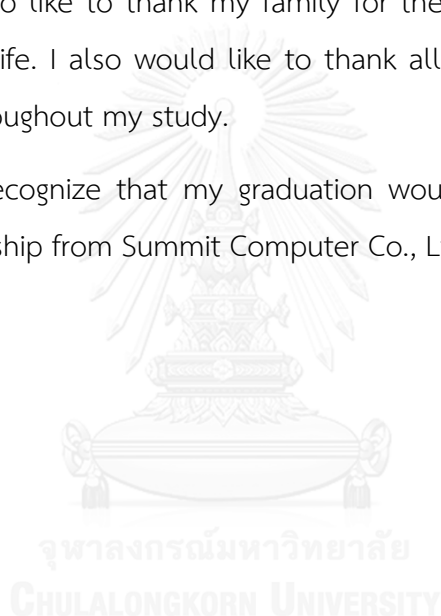 o like to thank my family for the
ife. I also would like to thank all
oughout my study.
ecognize that my graduation wou
ship from Summit Computer Co., L
จุฬาลงกรณ์มหาวิทยาลัย
CHULALONGKORN UNIVERSITY